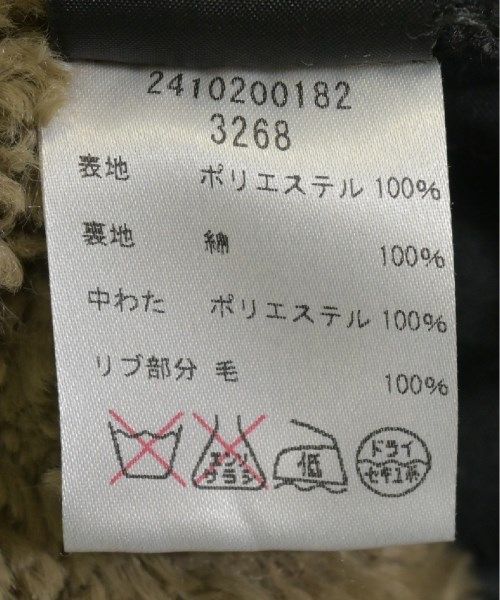 2410200182
3268
表地 ポリエステル 100%
裏地 綿 100%
中わた ポリエステル 100%
リブ部分 毛 100%
エンソ
サラシ
低
ドライ
セキユ系